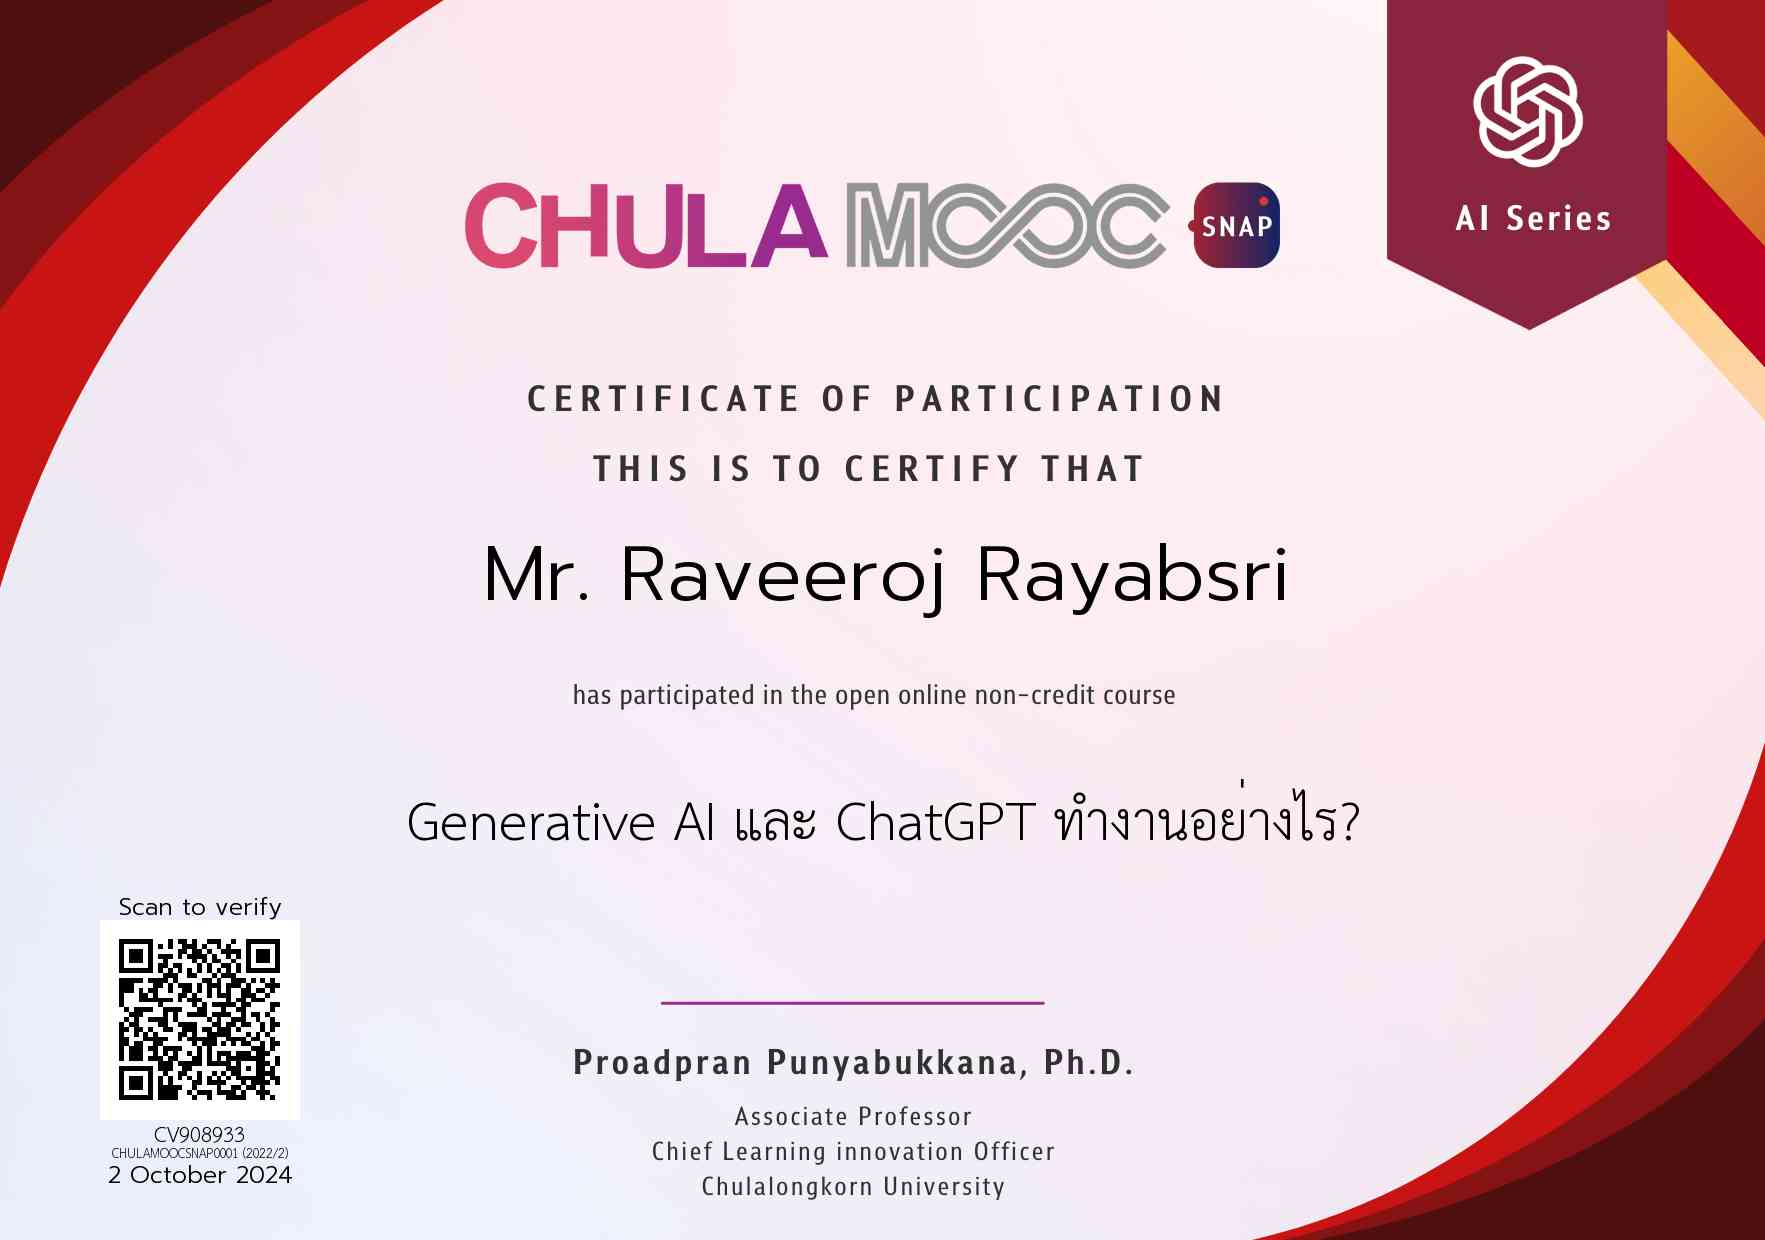 CHULA MOOC SNAP
AI Series
CERTIFICATE OF PARTICIPATION
THIS IS TO CERTIFY THAT
Mr. Raveeroj Rayabsri
has participated in the open online non-credit course
Generative AI และ ChatGPT ทำงานอย่างไร?
Scan to verify
CV908933
CHULAMOOCSNAP0001 (2022/2)
2 October 2024
Proadpran Punyabukkana, Ph.D.
Associate Professor
Chief Learning innovation Officer
Chulalongkorn University